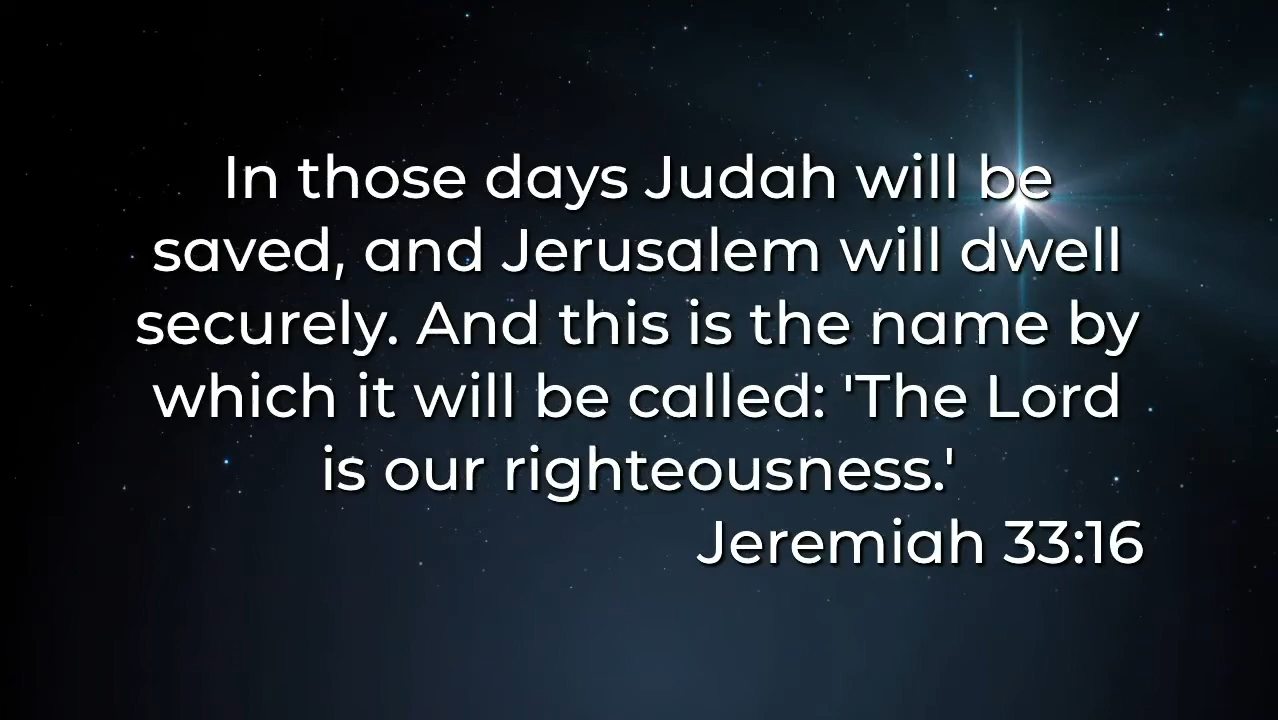 In those days Judah will be
saved, and Jerusalem will dwell
securely. And this is the name by
which it will be called: 'The Lord
is our righteousness.'
Jeremiah 33:16